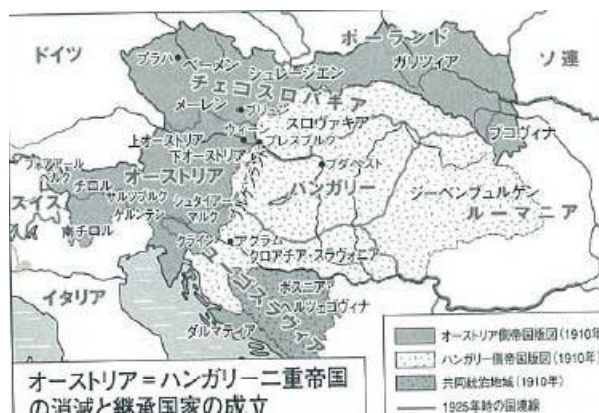 ドイツ
ポーランド
ソ連
プラハ
ベーメン
シュレージエン
ガリツィア
チェコスロバキア
メーレン
ブリュン
スロヴァキア
ブコヴィナ
上オーストリア
ウィーン
プレスブルク
下オーストリア
フォアアール
ベルク
チロル
オーストリア
ブダペスト
ハンガリー
ジーベンビュルゲン
ルーマニア
スイス
ザルツブルク
シュタイアー
マルク
ケルンテン
南チロル
クライン
アグラム
クロアチア・スラヴォニア
ユーゴスラヴィア
イタリア
ボスニア
ヘルツェゴヴィナ
ダルマティア
オーストリア=ハンガリー二重帝国
の消滅と継承国家の成立
オーストリア側帝国版図(1910年
ハンガリー側帝国版図(1910年)
共同統治地域(1910年)
1925年時の国境線